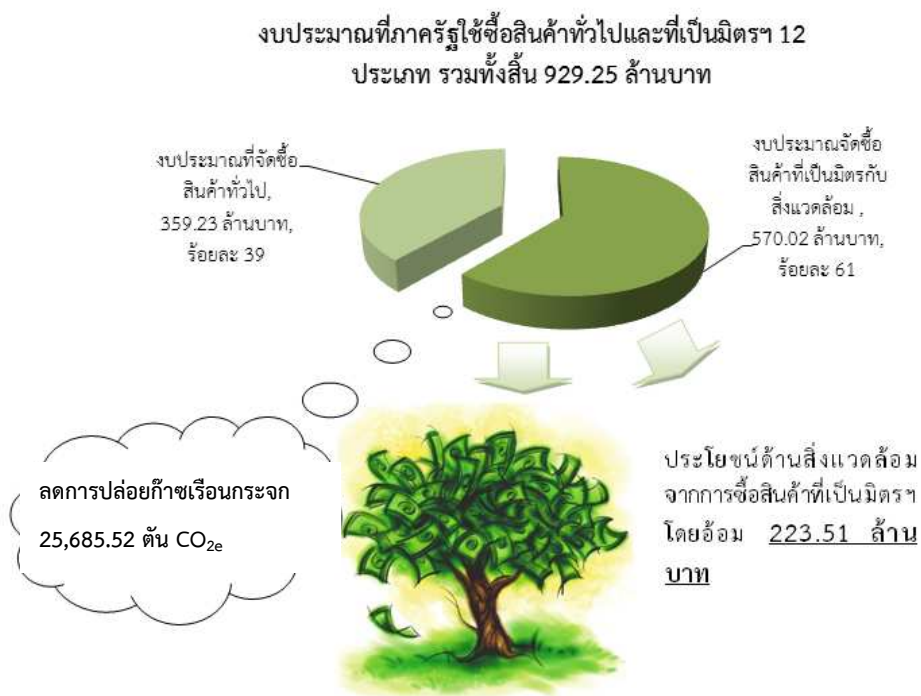 งบประมาณที่ภาครัฐใช้ซื้อสินค้าทั่วไปและที่เป็นมิตรฯ 12
ประเภท รวมทั้งสิ้น 929.25 ล้านบาท
งบประมาณที่จัดซื้อ
สินค้าทั่วไป,
359.23 ล้านบาท,
ร้อยละ 39
งบประมาณจัดซื้อ
สินค้าที่เป็นมิตรกับ
สิ่งแวดล้อม ,
570.02 ล้านบาท,
ร้อยละ 61
ลดการปล่อยก๊าซเรือนกระจก
25,685.52 ตัน CO2e
ประโยชน์ด้านสิ่งแวดล้อม
จากการซื้อสินค้าที่เป็นมิตรฯ
โดยอ้อม 223.51 ล้าน
บาท